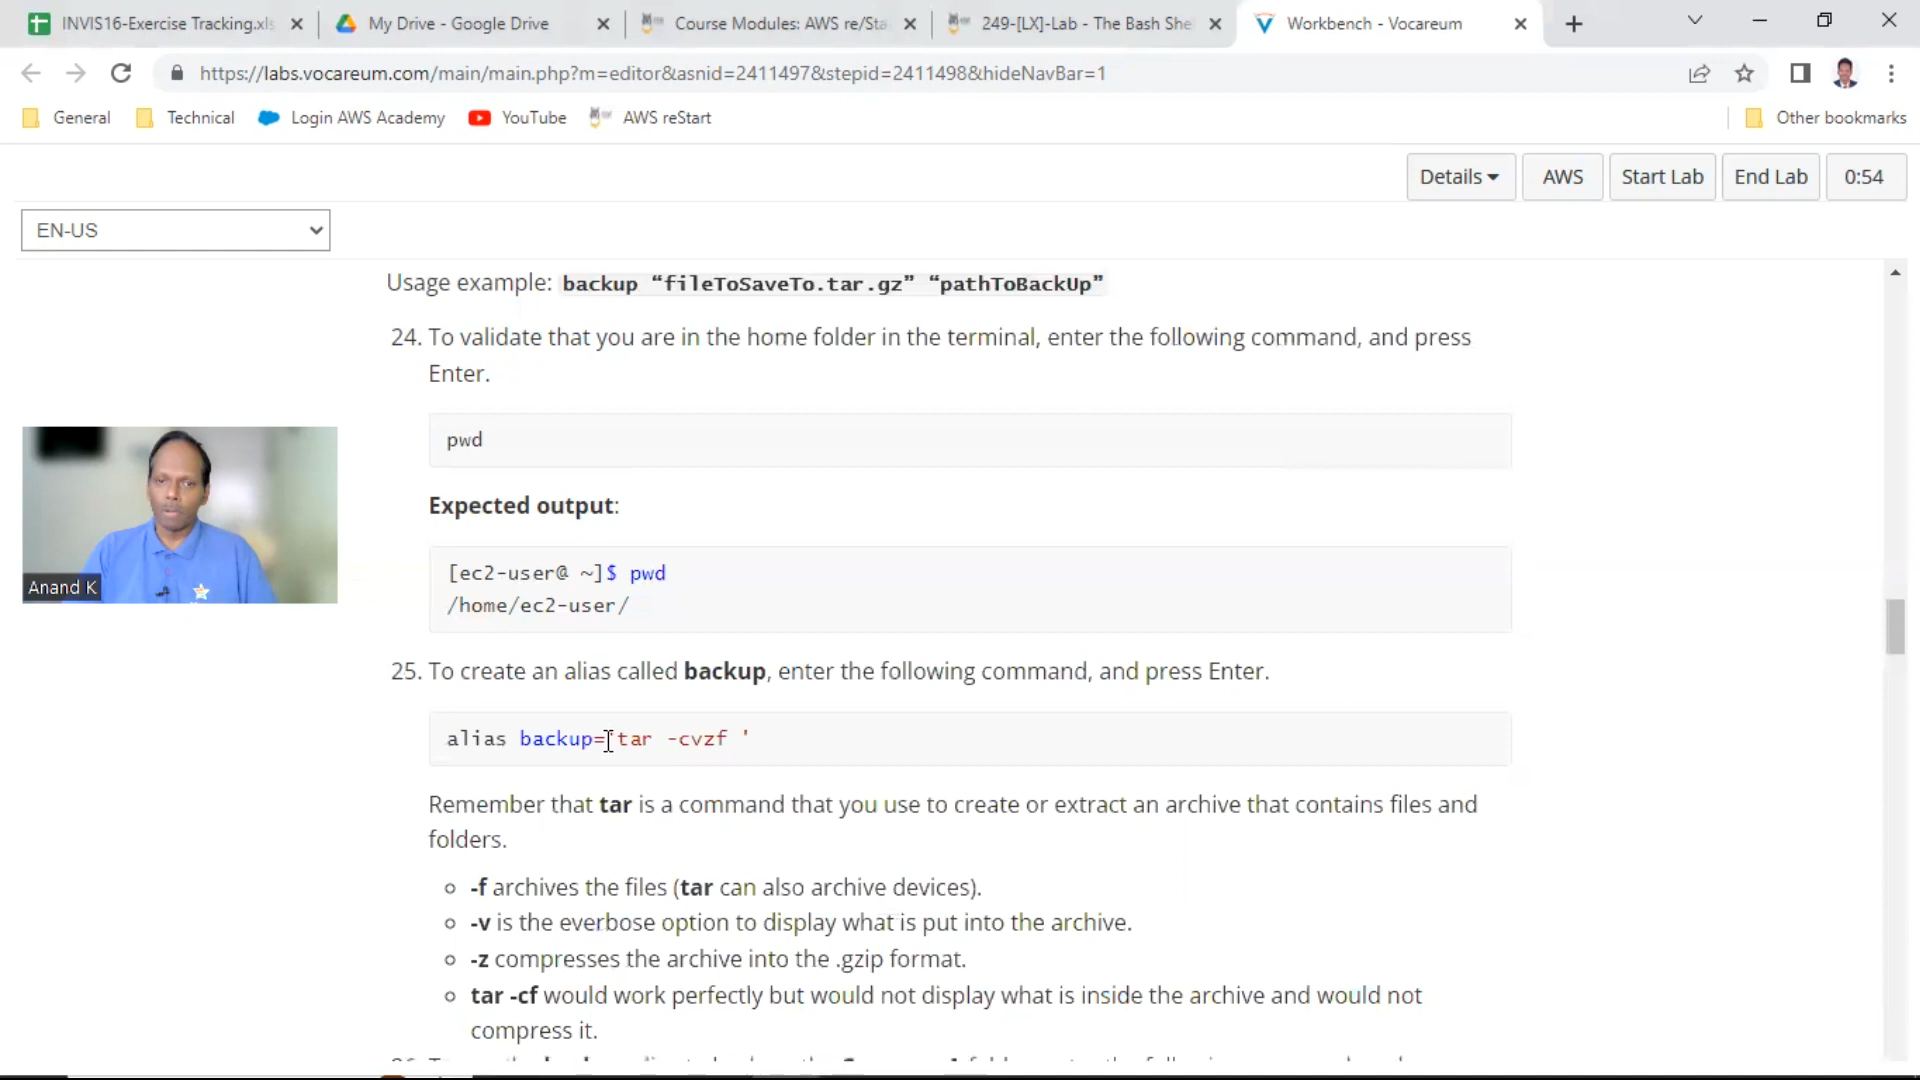 INVIS16-Exercise Tracking.xls
My Drive - Google Drive
Course Modules: AWS re/Sta
249-[LX]-Lab - The Bash She
Workbench - Vocareum
https://labs.vocareum.com/main/main.php?m=editor&asnid=2411497&stepid=2411498&hideNavBar=1
General
Technical
Login AWS Academy
YouTube
AWS reStart
Other bookmarks
Details
AWS
Start Lab
End Lab
0:54
EN-US
Usage example: backup “fileToSaveTo.tar.gz” “pathToBackUp”
24. To validate that you are in the home folder in the terminal, enter the following command, and press
Enter.
pwd
Expected output:
[ec2-user@ ~]$ pwd
/home/ec2-user/
25. To create an alias called backup, enter the following command, and press Enter.
alias backup='tar -cvzf '
Remember that tar is a command that you use to create or extract an archive that contains files and
folders.
-f archives the files (tar can also archive devices).
-v is the everbose option to display what is put into the archive.
-z compresses the archive into the .gzip format.
tar -cf would work perfectly but would not display what is inside the archive and would not
compress it.
Anand K